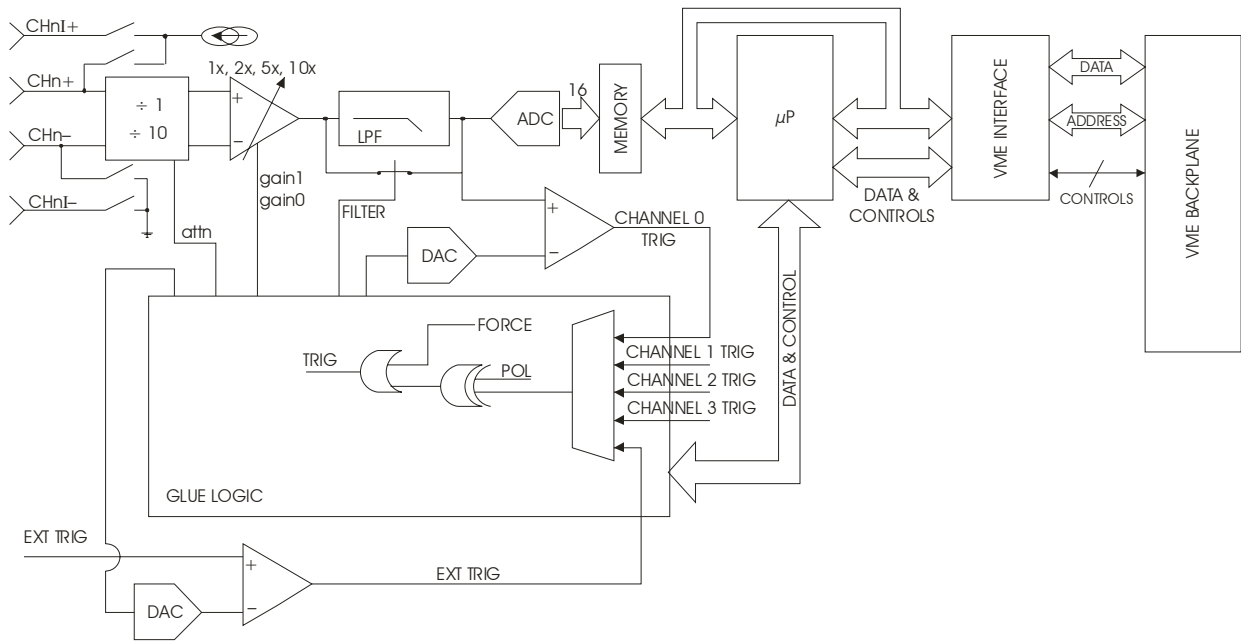 CHnI+
CHn+
÷ 1
÷ 10
CHn–
CHnI–
attn
1x, 2x, 5x, 10x
+
–
gain1
gain0
LPF
FILTER
ADC
16
MEMORY
µP
DATA &
CONTROLS
VME INTERFACE
DATA
ADDRESS
CONTROLS
VME BACKPLANE
DAC
+
–
CHANNEL 0
TRIG
DATA & CONTROL
FORCE
TRIG
POL
CHANNEL 1 TRIG
CHANNEL 2 TRIG
CHANNEL 3 TRIG
GLUE LOGIC
EXT TRIG
+
–
DAC
EXT TRIG